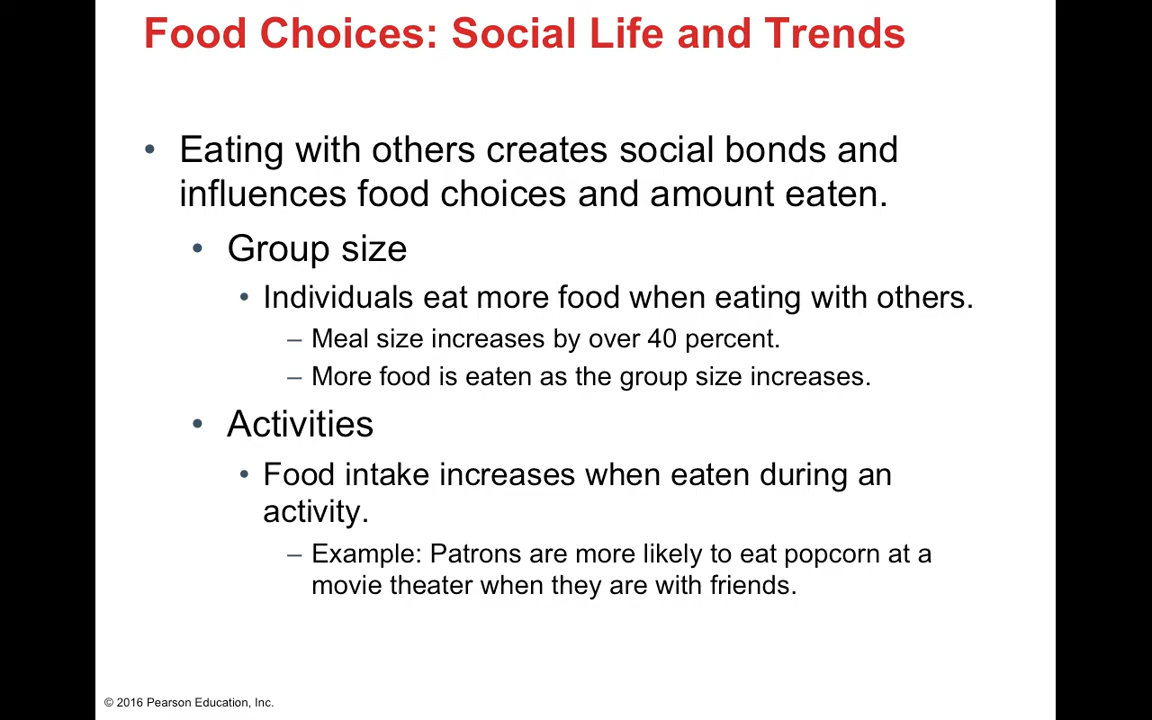 Food Choices: Social Life and Trends
• Eating with others creates social bonds and
influences food choices and amount eaten.
• Group size
• Individuals eat more food when eating with others.
– Meal size increases by over 40 percent.
– More food is eaten as the group size increases.
• Activities
• Food intake increases when eaten during an
activity.
– Example: Patrons are more likely to eat popcorn at a
movie theater when they are with friends.
© 2016 Pearson Education, Inc.